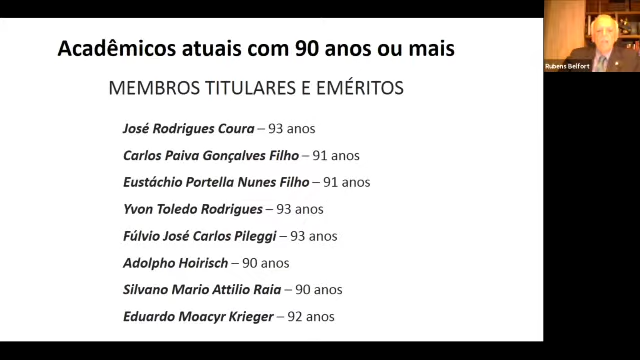 Acadêmicos atuais com 90 anos ou mais
MEMBROS TITULARES E EMÉRITOS
José Rodrigues Coura – 93 anos
Carlos Paiva Gonçalves Filho – 91 anos
Eustáchio Portella Nunes Filho – 91 anos
Yvon Toledo Rodrigues – 93 anos
Fúlvio José Carlos Pileggi – 93 anos
Adolpho Hoirisch – 90 anos
Silvano Mario Attilio Raia – 90 anos
Eduardo Moacyr Krieger – 92 anos
Rubens Belfort